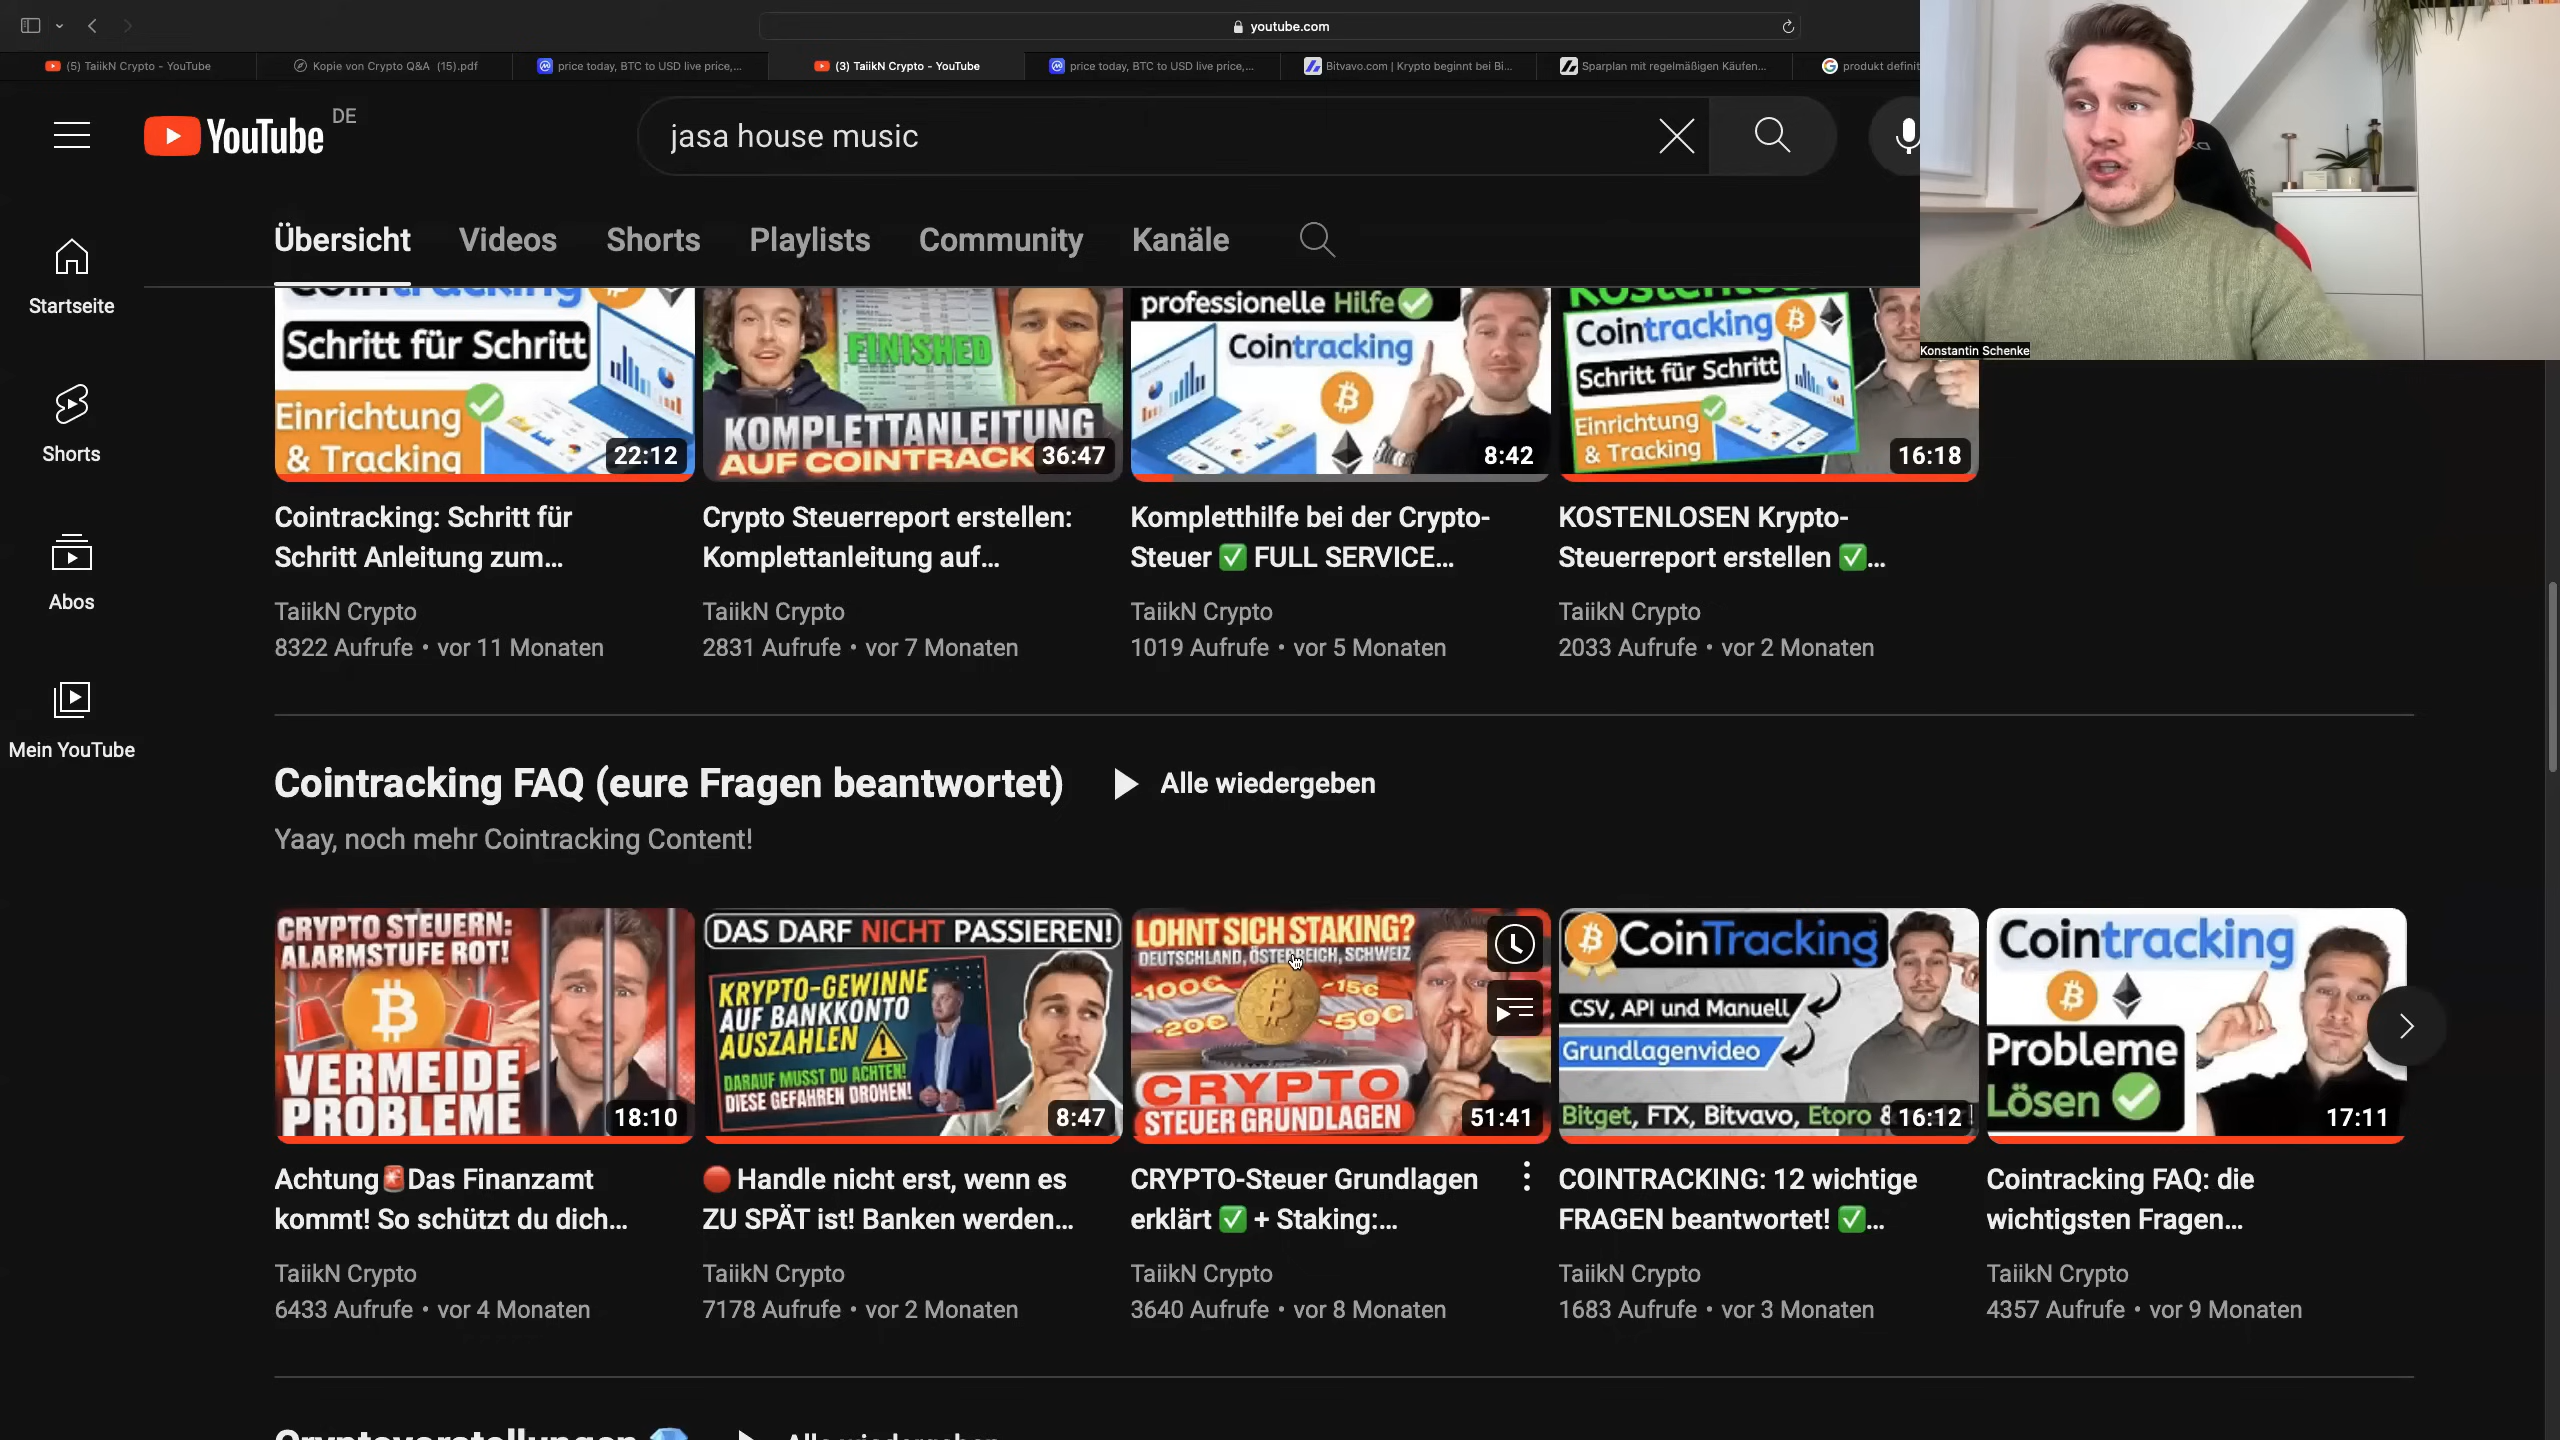 youtube.com
(5) TaiikN Crypto - YouTube
Kopie von Crypto Q&A (15).pdf
price today, BTC to USD live price,...
(3) TaiikN Crypto - YouTube
price today, BTC to USD live price,...
Bitvavo.com | Krypto beginnt bei Bi...
Sparplan mit regelmäßigen Käufen...
produkt definit
YouTube DE
jasa house music
Konstantin Schenke
Übersicht Videos Shorts Playlists Community Kanäle
Startseite
Shorts
Abos
Mein YouTube
Cointracking
Schritt für Schritt
Einrichtung
& Tracking
22:12
FINISHED
KOMPLETTANLEITUNG
AUF COINTRACK
36:47
professionelle Hilfe
Cointracking
8:42
Cointracking
Schritt für Schritt
Einrichtung
& Tracking
16:18
Cointracking: Schritt für
Schritt Anleitung zum...
TaiikN Crypto
8322 Aufrufe • vor 11 Monaten
Crypto Steuerreport erstellen:
Komplettanleitung auf...
TaiikN Crypto
2831 Aufrufe • vor 7 Monaten
Kompletthilfe bei der Crypto-
Steuer ✅ FULL SERVICE...
TaiikN Crypto
1019 Aufrufe • vor 5 Monaten
KOSTENLOSEN Krypto-
Steuerreport erstellen ✅...
TaiikN Crypto
2033 Aufrufe • vor 2 Monaten
Cointracking FAQ (eure Fragen beantwortet)
Alle wiedergeben
Yaay, noch mehr Cointracking Content!
CRYPTO STEUERN:
ALARMSTUFE ROT!
VERMEIDE
PROBLEME
18:10
DAS DARF NICHT PASSIEREN!
KRYPTO-GEWINNE
AUF BANKKONTO
AUSZAHLEN
DARAUF MUSST DU ACHTEN!
DIESE GEFAHREN DROHEN!
8:47
LOHNT SICH STAKING?
DEUTSCHLAND, ÖSTERREICH, SCHWEIZ
-100€ -15€
-20€ -50€
CRYPTO
STEUER GRUNDLAGEN
51:41
CoinTracking
CSV, API und Manuell
Grundlagenvideo
Bitget, FTX, Bitvavo, Etoro &
16:12
Cointracking
Probleme
Lösen
17:11
Achtung🚨Das Finanzamt
kommt! So schützt du dich...
TaiikN Crypto
6433 Aufrufe • vor 4 Monaten
🔴 Handle nicht erst, wenn es
ZU SPÄT ist! Banken werden...
TaiikN Crypto
7178 Aufrufe • vor 2 Monaten
CRYPTO-Steuer Grundlagen
erklärt ✅ + Staking:...
TaiikN Crypto
3640 Aufrufe • vor 8 Monaten
COINTRACKING: 12 wichtige
FRAGEN beantwortet! ✅...
TaiikN Crypto
1683 Aufrufe • vor 3 Monaten
Cointracking FAQ: die
wichtigsten Fragen...
TaiikN Crypto
4357 Aufrufe • vor 9 Monaten
Cryptovorstellungen 💎
Alle wiedergeben